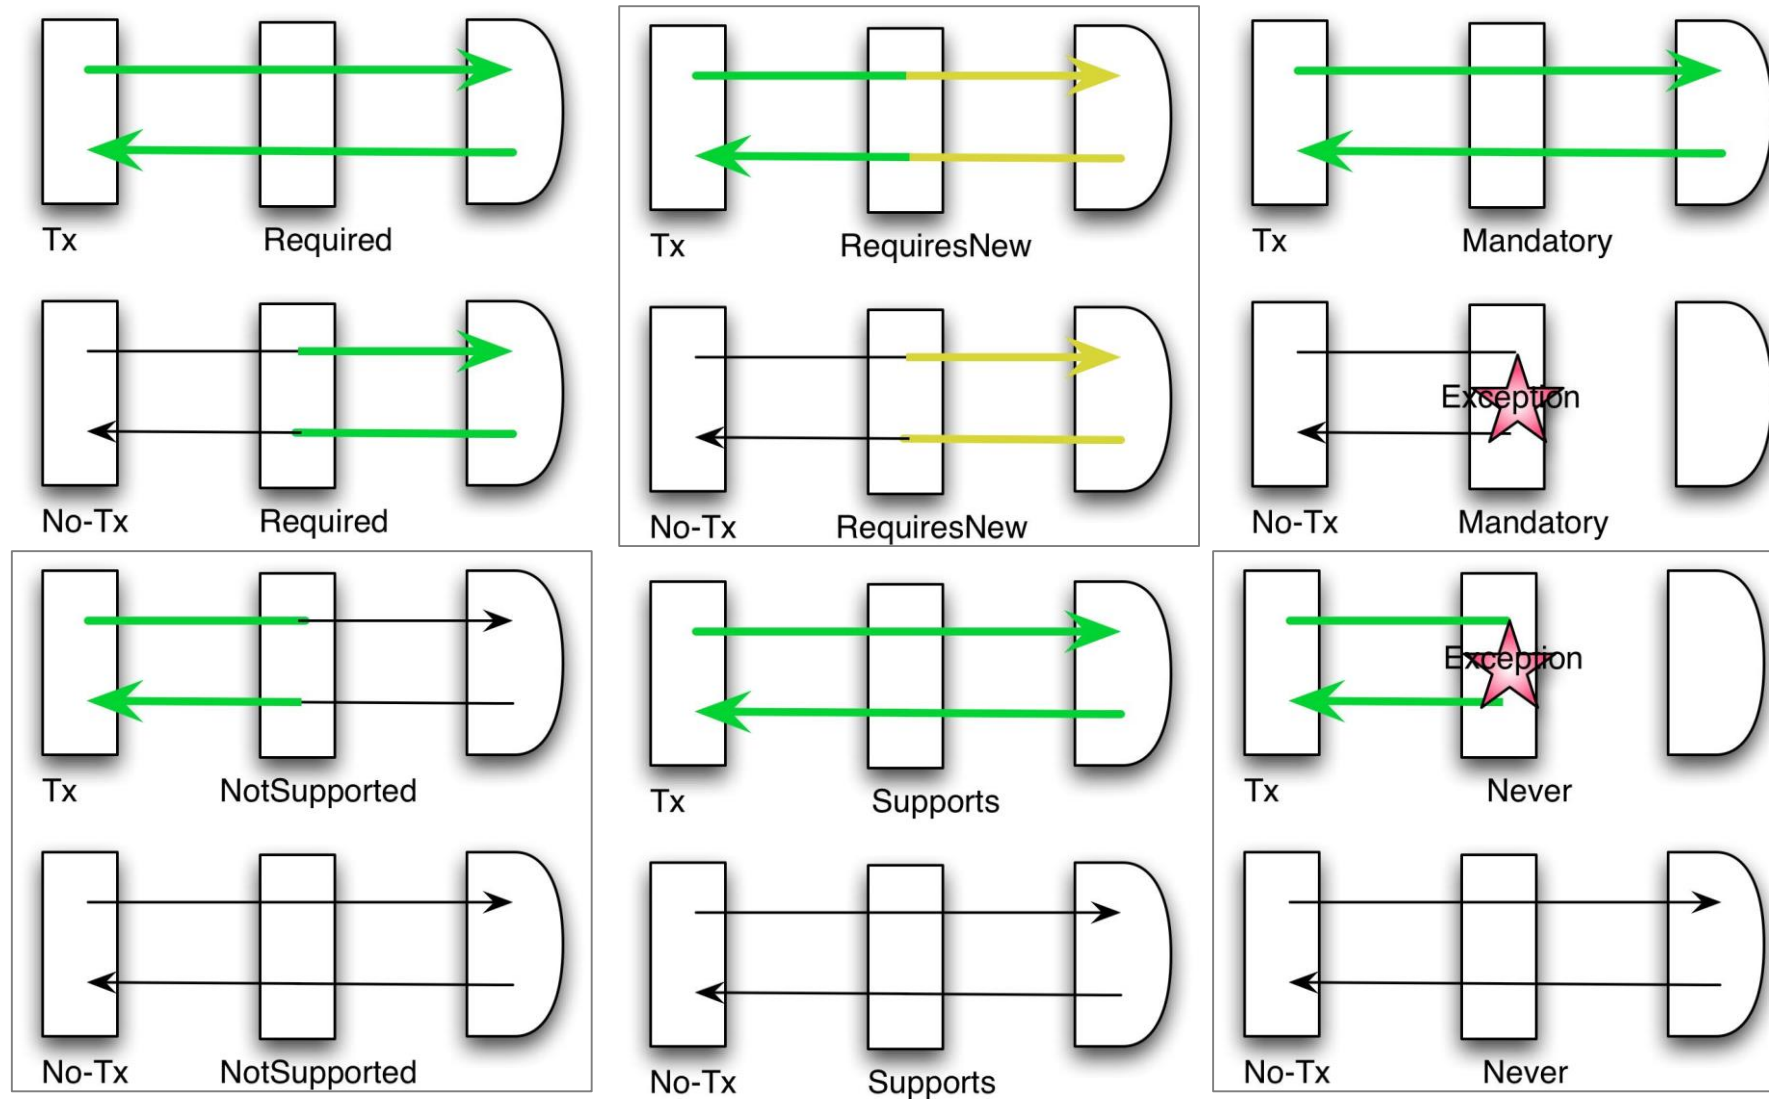 Tx Required
Tx RequiresNew
Tx Mandatory
Exception
No-Tx Required
No-Tx RequiresNew
No-Tx Mandatory
Exception
Tx NotSupported
Tx Supports
Tx Never
No-Tx NotSupported
No-Tx Supports
No-Tx Never